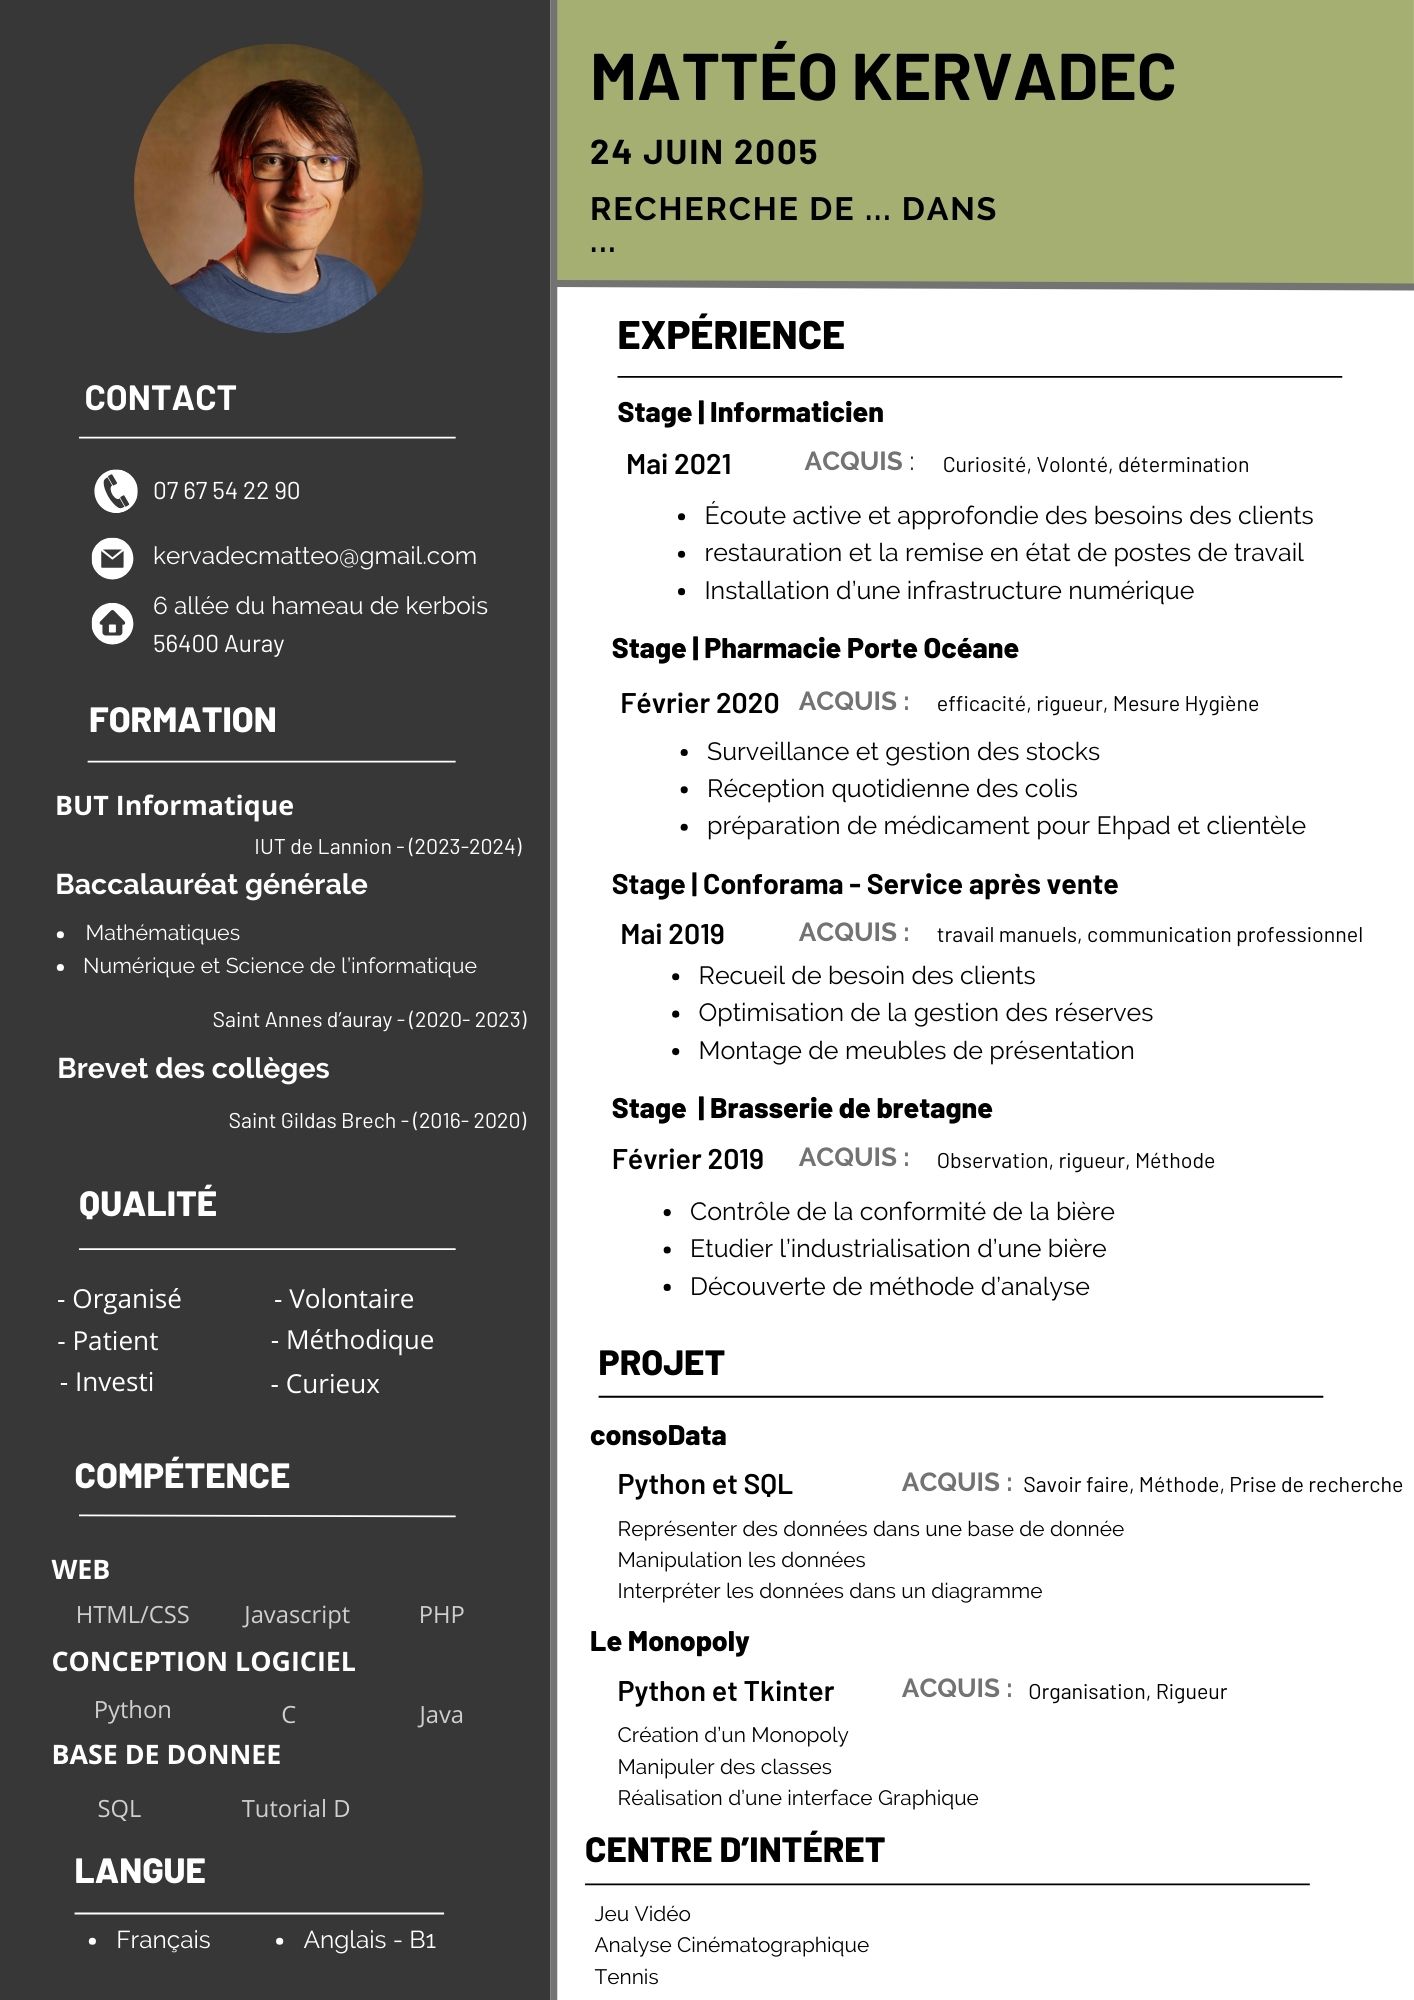 MATTÉO KERVADEC
24 JUIN 2005
RECHERCHE DE ... DANS
...
CONTACT
07 67 54 22 90
kervadecmatteo@gmail.com
6 allée du hameau de kerbois
56400 Auray
FORMATION
BUT Informatique
IUT de Lannion - (2023-2024)
Baccalauréat générale
• Mathématiques
• Numérique et Science de l'informatique
Saint Annes d'auray - (2020- 2023)
Brevet des collèges
Saint Gildas Brech - (2016- 2020)
QUALITÉ
- Organisé - Volontaire
- Patient - Méthodique
- Investi - Curieux
COMPÉTENCE
WEB
HTML/CSS Javascript PHP
CONCEPTION LOGICIEL
Python C Java
BASE DE DONNEE
SQL Tutorial D
LANGUE
• Français • Anglais - B1
EXPÉRIENCE
Stage | Informaticien
Mai 2021 ACQUIS : Curiosité, Volonté, détermination
• Écoute active et approfondie des besoins des clients
• restauration et la remise en état de postes de travail
• Installation d'une infrastructure numérique
Stage | Pharmacie Porte Océane
Février 2020 ACQUIS : efficacité, rigueur, Mesure Hygiène
• Surveillance et gestion des stocks
• Réception quotidienne des colis
• préparation de médicament pour Ehpad et clientèle
Stage | Conforama - Service après vente
Mai 2019 ACQUIS : travail manuels, communication professionnel
• Recueil de besoin des clients
• Optimisation de la gestion des réserves
• Montage de meubles de présentation
Stage | Brasserie de bretagne
Février 2019 ACQUIS : Observation, rigueur, Méthode
• Contrôle de la conformité de la bière
• Etudier l'industrialisation d'une bière
• Découverte de méthode d'analyse
PROJET
consoData
Python et SQL ACQUIS : Savoir faire, Méthode, Prise de recherche
Représenter des données dans une base de donnée
Manipulation les données
Interpréter les données dans un diagramme
Le Monopoly
Python et Tkinter ACQUIS : Organisation, Rigueur
Création d'un Monopoly
Manipuler des classes
Réalisation d'une interface Graphique
CENTRE D'INTÉRET
Jeu Vidéo
Analyse Cinématographique
Tennis